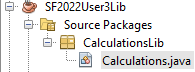 SF2022User3Lib
Source Packages
CalculationsLib
Calculations.java